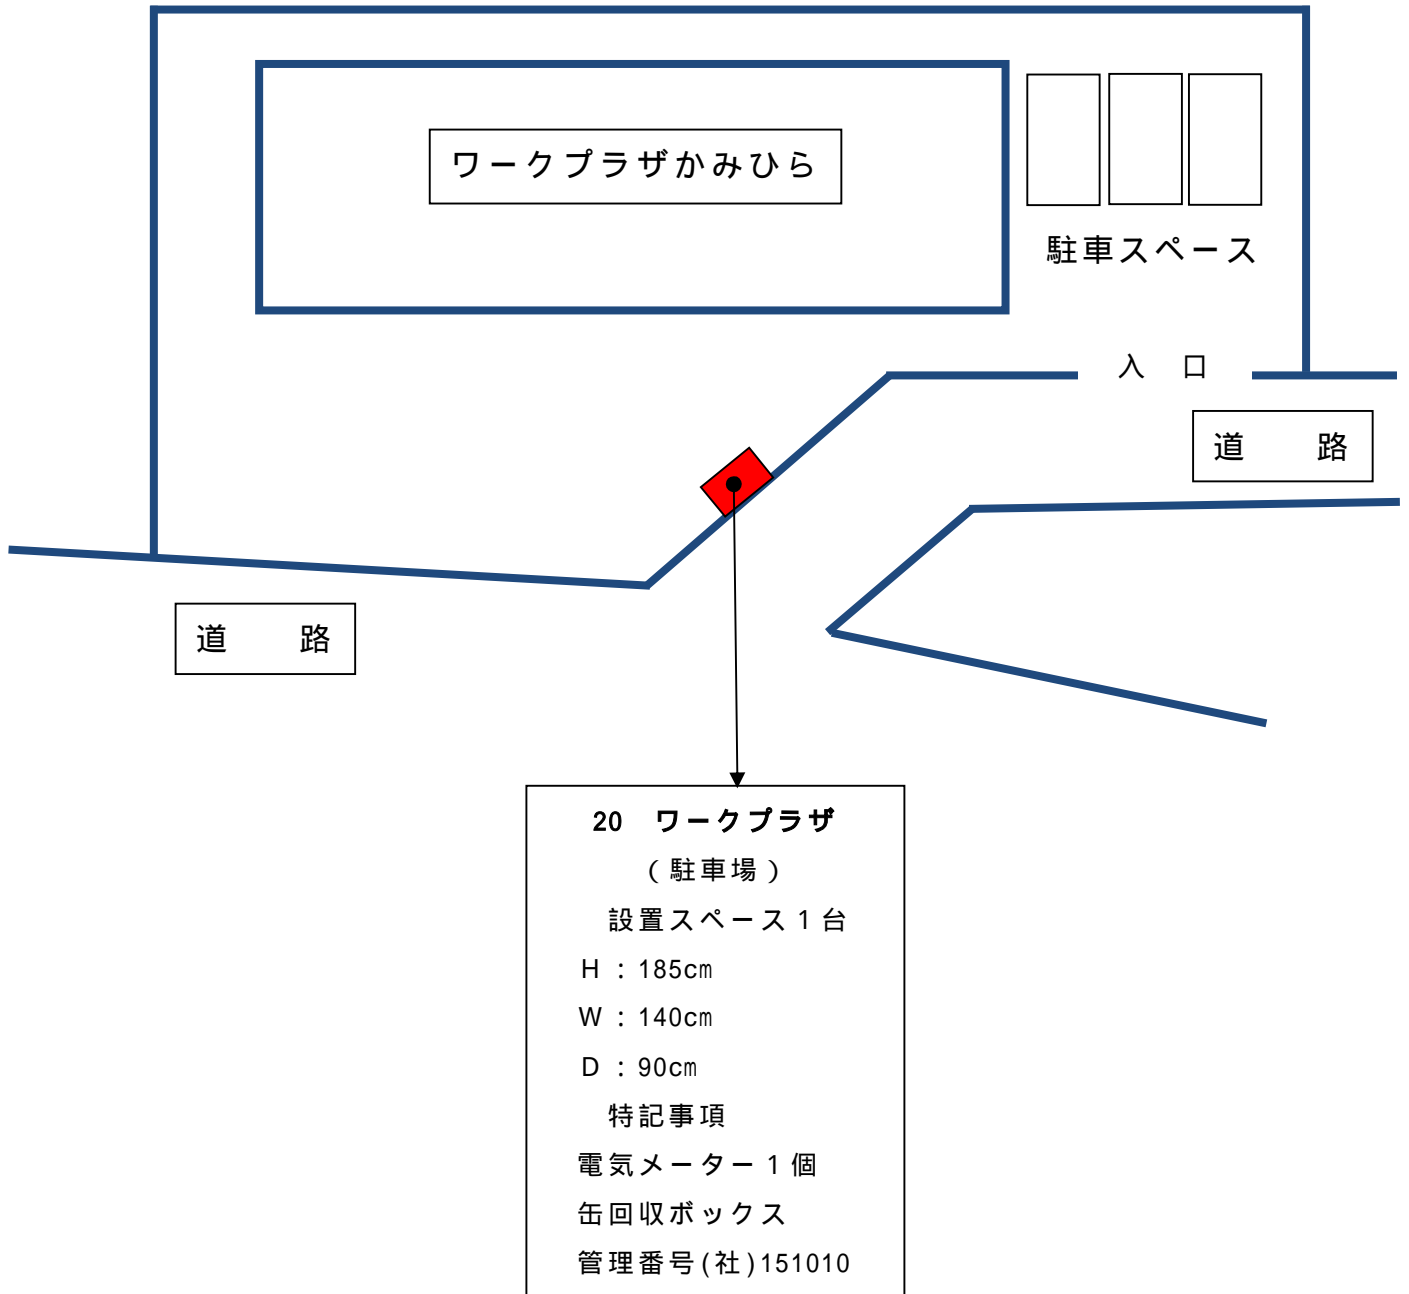 ワークプラザかみひら
駐車スペース
入 口
道 路
道 路
20 ワークプラザ
(駐車場)
設置スペース1台
H:185㎝
W:140㎝
D:90㎝
特記事項
電気メーター1個
缶回収ボックス
管理番号(社)151010